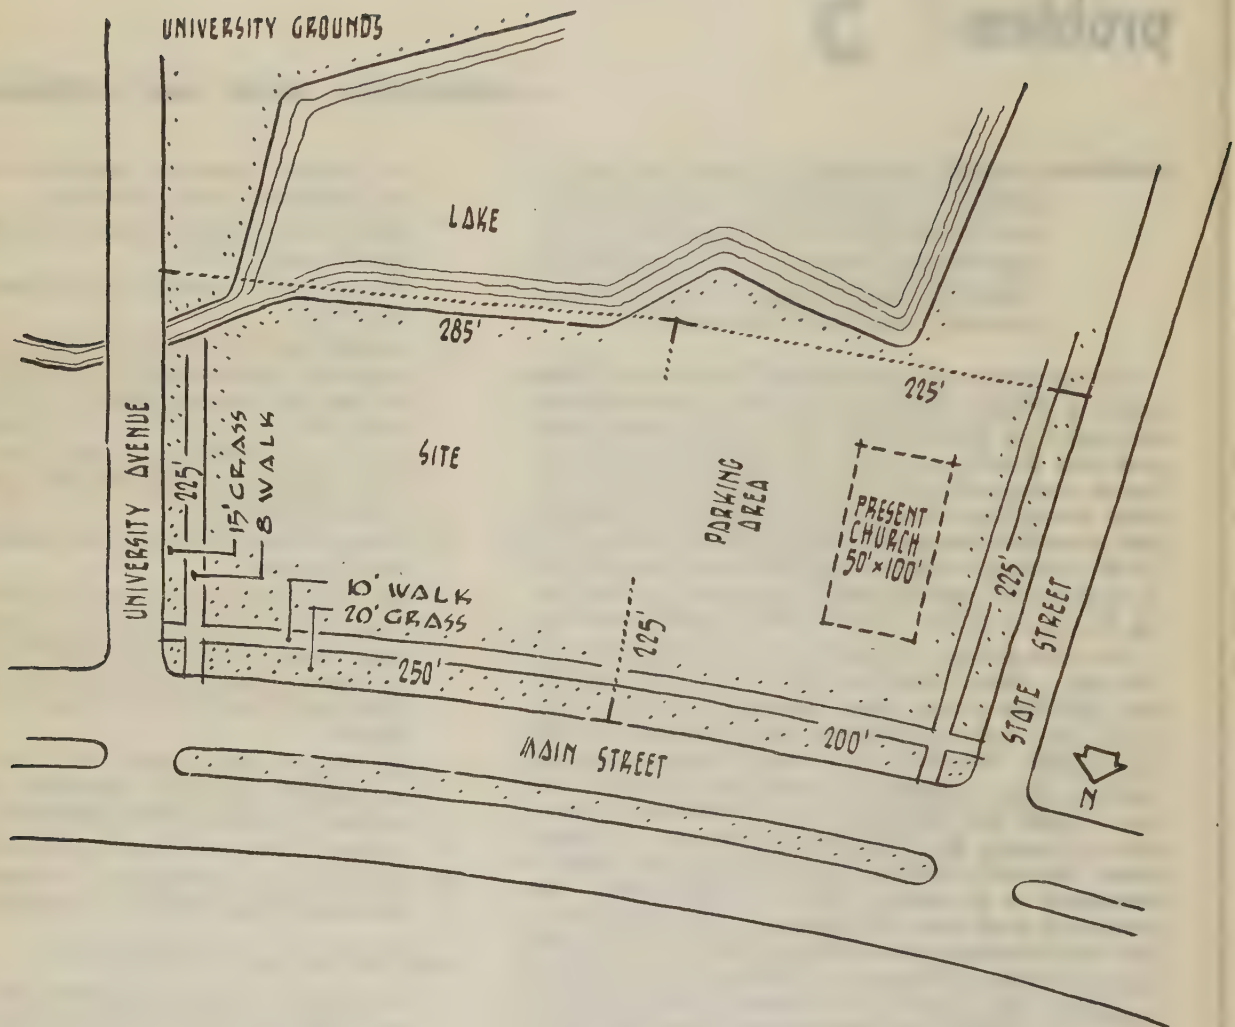 problem D
UNIVERSITY GROUNDS
LAKE
285'
225'
UNIVERSITY AVENUE
225'
15' GRASS
8 WALK
SITE
PARKING
AREA
PRESENT
CHURCH
50'×100'
225'
STATE STREET
10' WALK
20' GRASS
225'
250'
200'
MAIN STREET
N